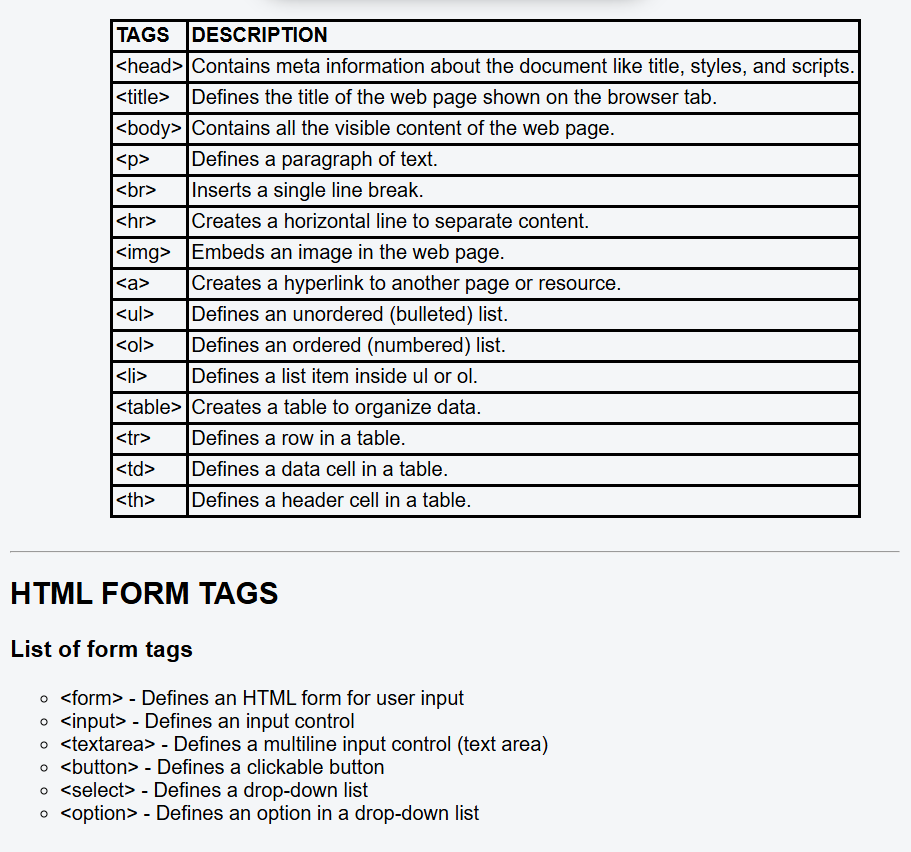 TAGS DESCRIPTION
<head> Contains meta information about the document like title, styles, and scripts.
<title> Defines the title of the web page shown on the browser tab.
<body> Contains all the visible content of the web page.
<p> Defines a paragraph of text.
<br> Inserts a single line break.
<hr> Creates a horizontal line to separate content.
<img> Embeds an image in the web page.
<a> Creates a hyperlink to another page or resource.
<ul> Defines an unordered (bulleted) list.
<ol> Defines an ordered (numbered) list.
<li> Defines a list item inside ul or ol.
<table> Creates a table to organize data.
<tr> Defines a row in a table.
<td> Defines a data cell in a table.
<th> Defines a header cell in a table.
HTML FORM TAGS
List of form tags
<form> - Defines an HTML form for user input
<input> - Defines an input control
<textarea> - Defines a multiline input control (text area)
<button> - Defines a clickable button
<select> - Defines a drop-down list
<option> - Defines an option in a drop-down list